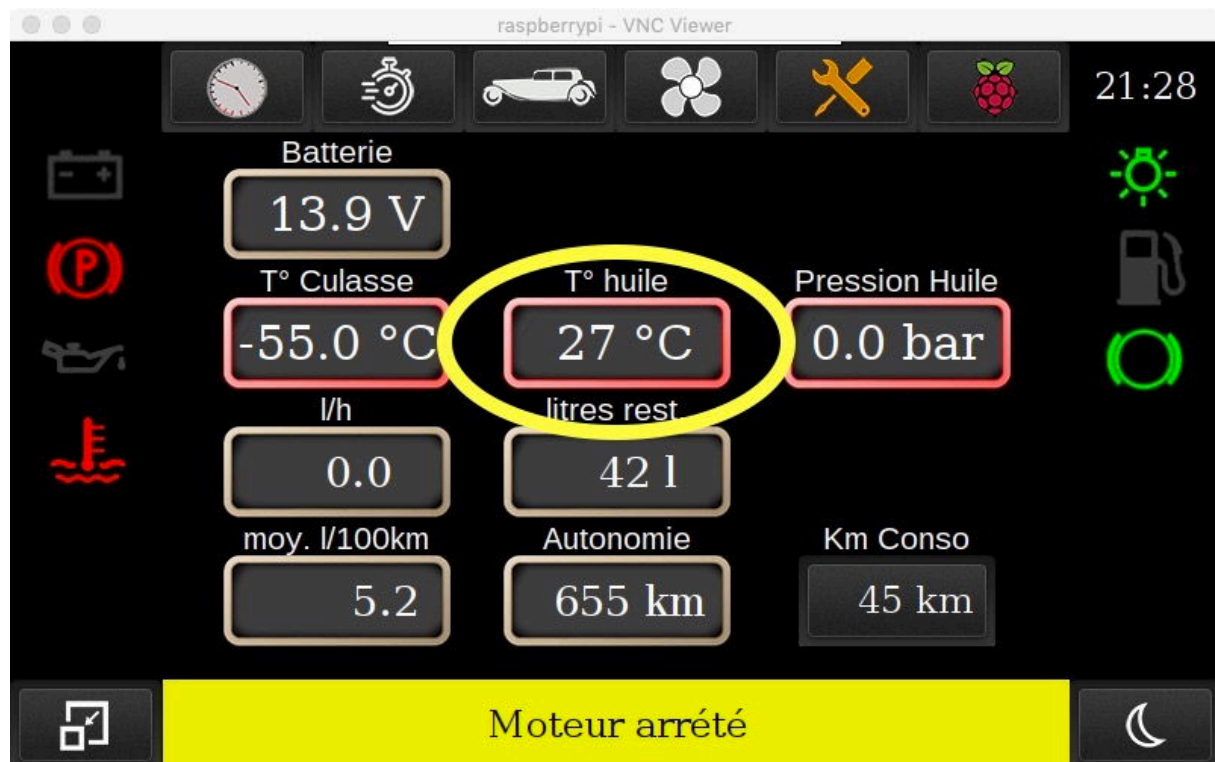 raspberrypi - VNC Viewer
21:28
Batterie
13.9 V
T° Culasse T° huile Pression Huile
-55.0 °C 27 °C 0.0 bar
l/h litres rest.
0.0 42 l
moy. l/100km Autonomie Km Conso
5.2 655 km 45 km
P
Moteur arrété